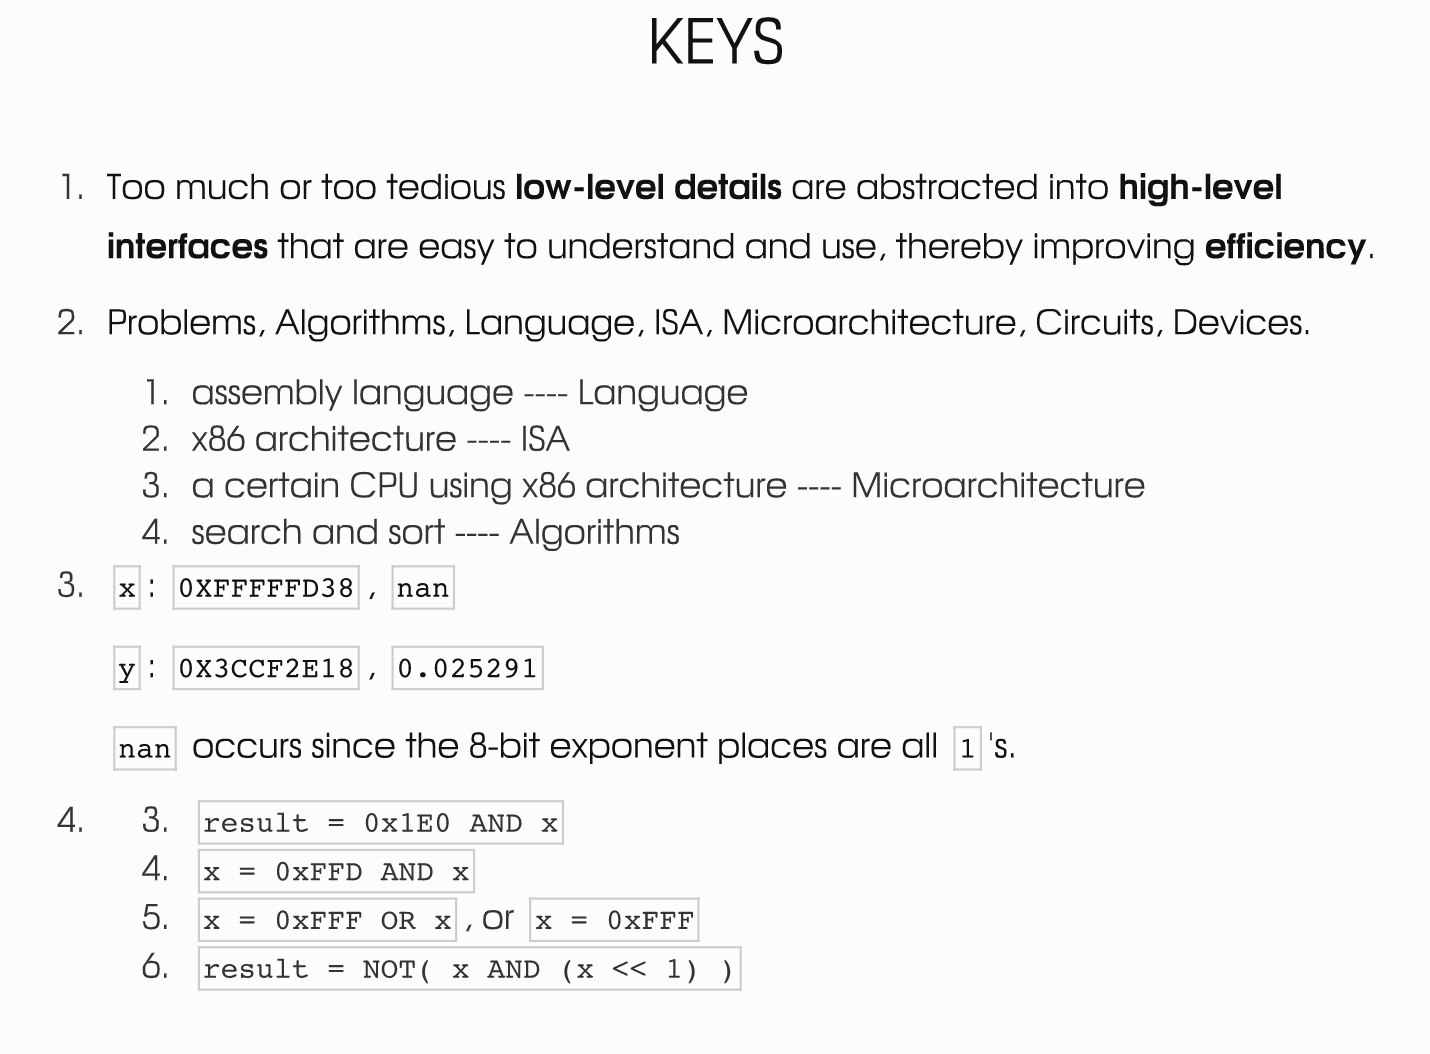 KEYS
1. Too much or too tedious low-level details are abstracted into high-level
interfaces that are easy to understand and use, thereby improving efficiency.
2. Problems, Algorithms, Language, ISA, Microarchitecture, Circuits, Devices.
1. assembly language ---- Language
2. x86 architecture ---- ISA
3. a certain CPU using x86 architecture ---- Microarchitecture
4. search and sort ---- Algorithms
3. x : 0XFFFFFD38 , nan
y : 0X3CCF2E18 , 0.025291
nan occurs since the 8-bit exponent places are all 1 's.
4. 3. result = 0x1E0 AND x
4. x = 0xFFD AND x
5. x = 0xFFF OR x , or x = 0xFFF
6. result = NOT( x AND (x << 1) )